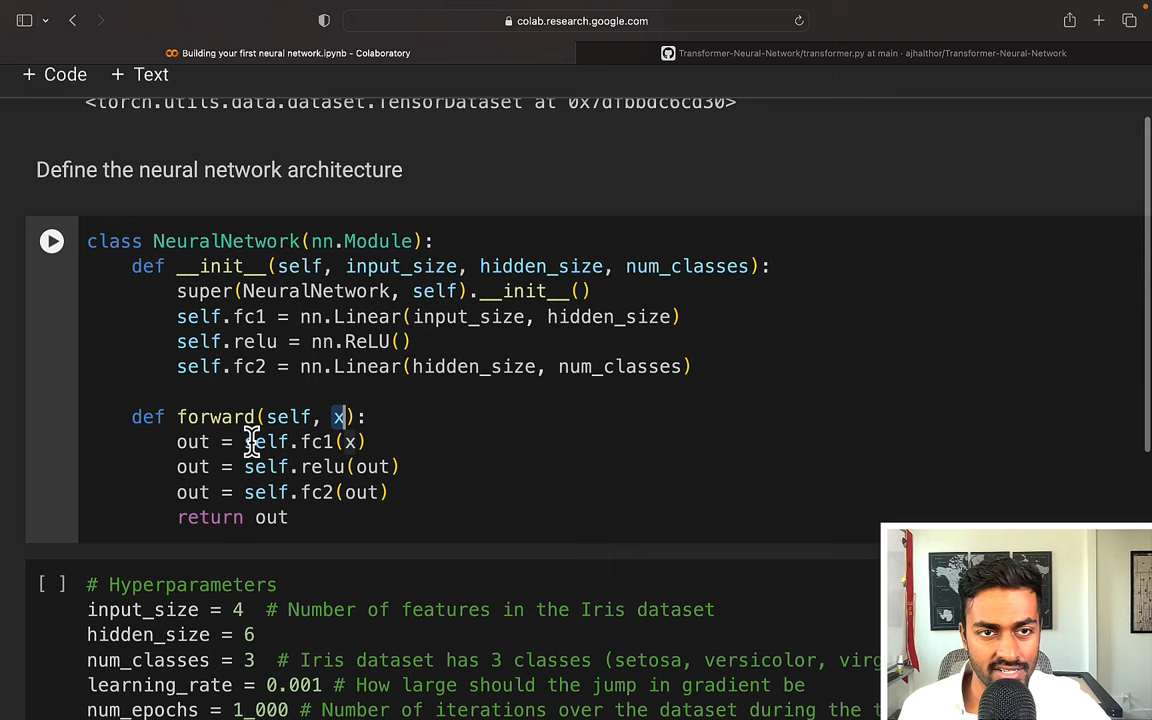 colab.research.google.com
Building your first neural network.ipynb - Colaboratory
Transformer-Neural-Network/transformer.py at main · ajhalthor/Transformer-Neural-Network
+ Code + Text
<torch.utils.data.dataset.TensorDataset at 0x7dfbbdc6cd30>
Define the neural network architecture
class NeuralNetwork(nn.Module):
def __init__(self, input_size, hidden_size, num_classes):
super(NeuralNetwork, self).__init__()
self.fc1 = nn.Linear(input_size, hidden_size)
self.relu = nn.ReLU()
self.fc2 = nn.Linear(hidden_size, num_classes)
def forward(self, x):
out = self.fc1(x)
out = self.relu(out)
out = self.fc2(out)
return out
[ ] # Hyperparameters
input_size = 4 # Number of features in the Iris dataset
hidden_size = 6
num_classes = 3 # Iris dataset has 3 classes (setosa, versicolor, virg
learning_rate = 0.001 # How large should the jump in gradient be
num_epochs = 1_000 # Number of iterations over the dataset during the t